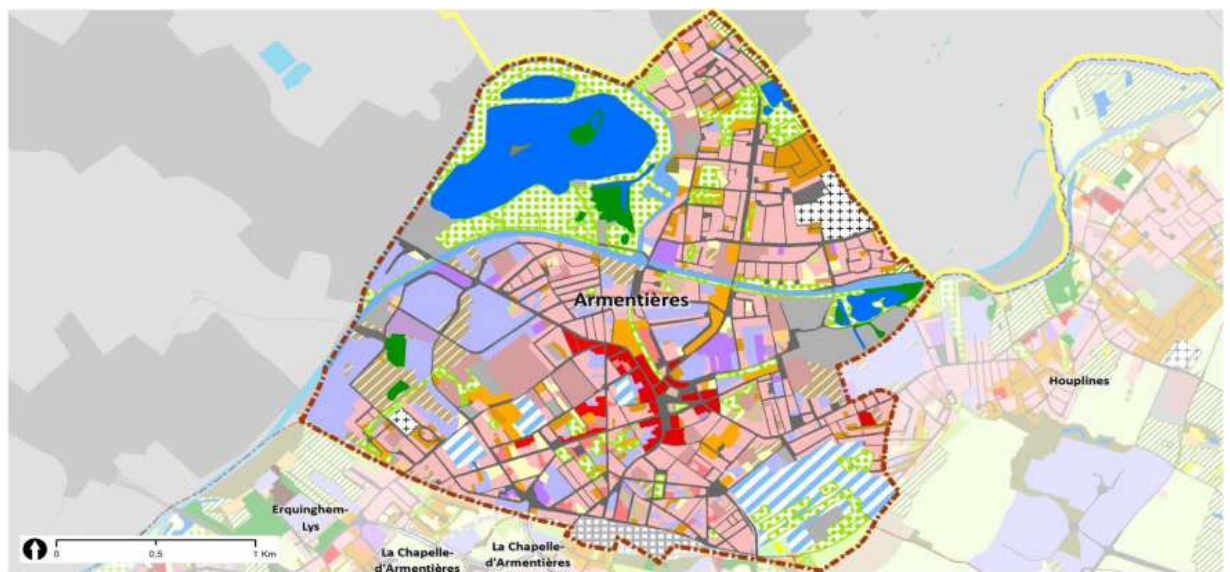 Armentières
Houplines
Erquinghem-
Lys
La Chapelle-
d'Armentières
La Chapelle-
d'Armentières
0
0,5
1 Km